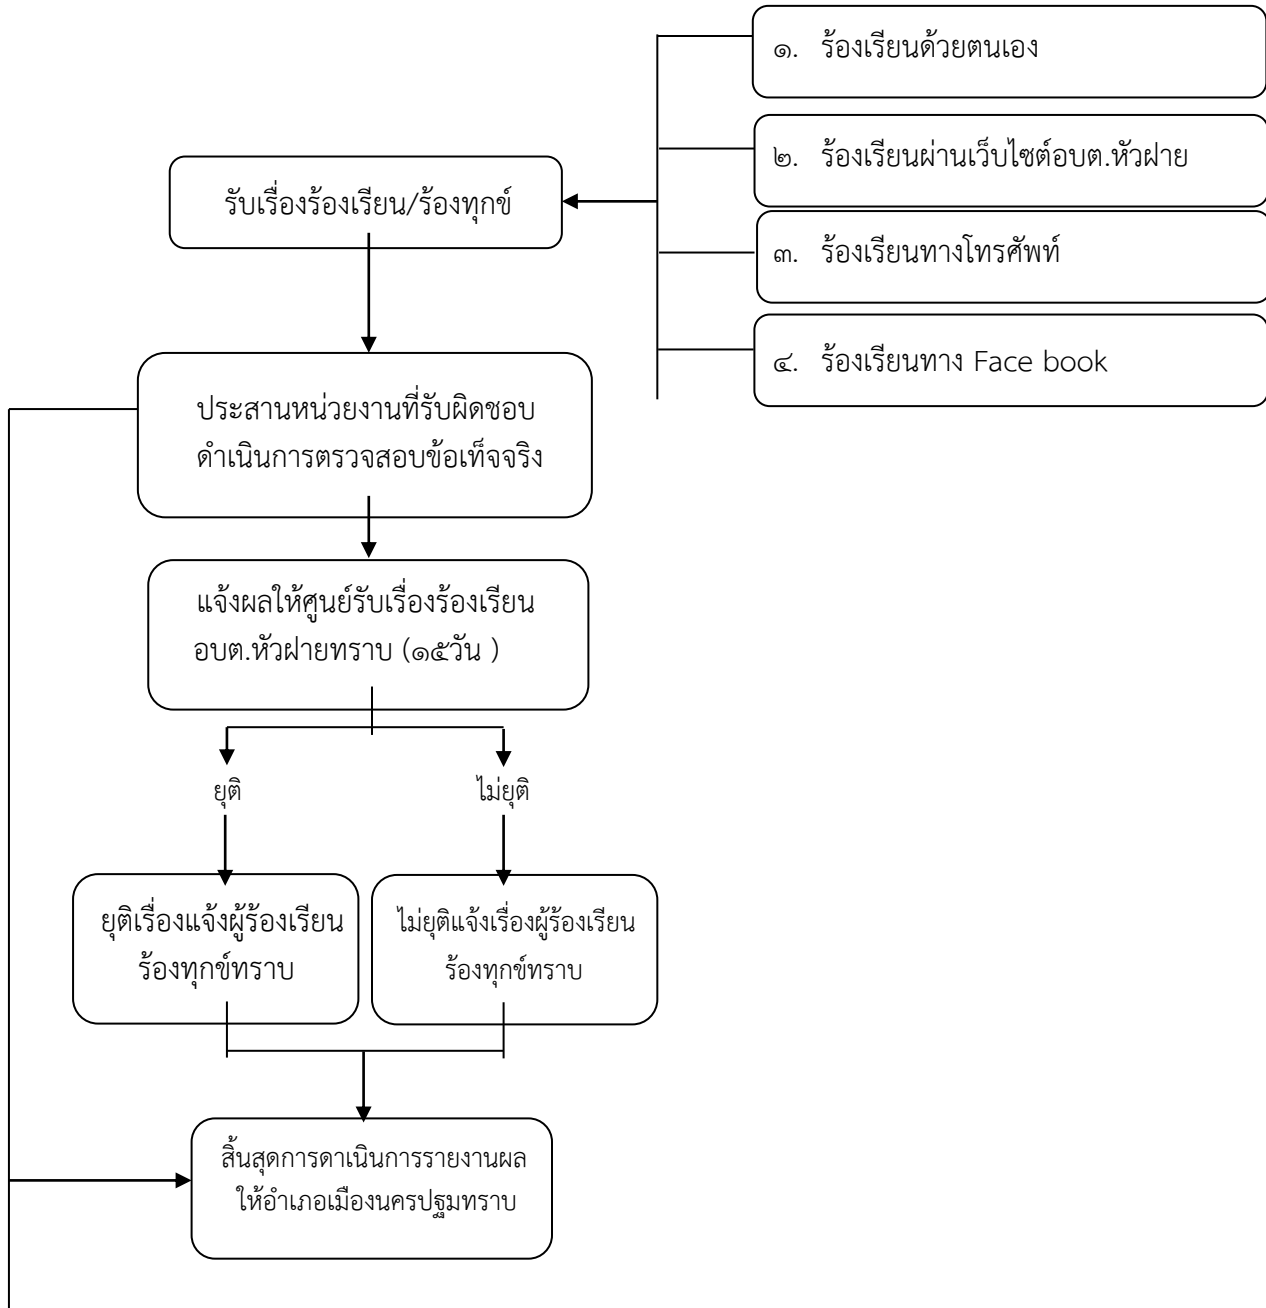 ๑. ร้องเรียนด้วยตนเอง
๒. ร้องเรียนผ่านเว็บไซต์อบต.หัวฝาย
๓. ร้องเรียนทางโทรศัพท์
๔. ร้องเรียนทาง Face book
รับเรื่องร้องเรียน/ร้องทุกข์
ประสานหน่วยงานที่รับผิดชอบ
ดำเนินการตรวจสอบข้อเท็จจริง
แจ้งผลให้ศูนย์รับเรื่องร้องเรียน
อบต.หัวฝายทราบ (๑๕วัน )
ยุติ
ไม่ยุติ
ยุติเรื่องแจ้งผู้ร้องเรียน
ร้องทุกข์ทราบ
ไม่ยุติแจ้งเรื่องผู้ร้องเรียน
ร้องทุกข์ทราบ
สิ้นสุดการดาเนินการรายงานผล
ให้อำเภอเมืองนครปฐมทราบ